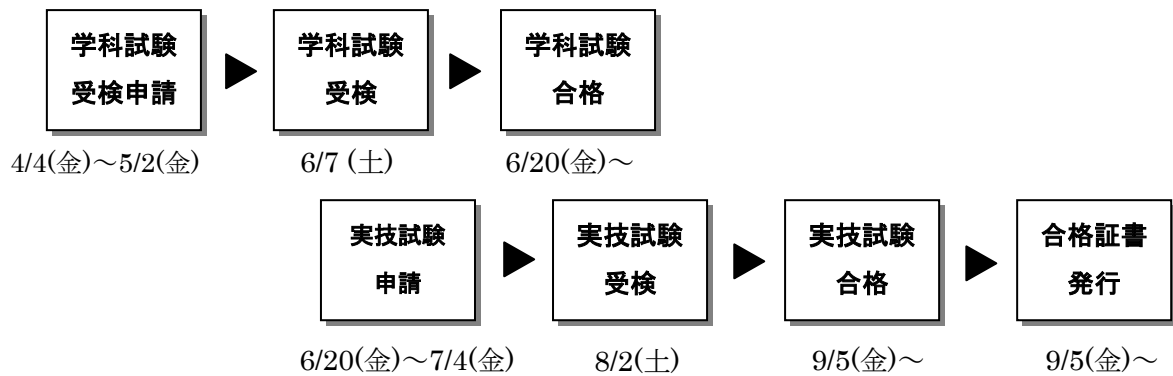 学科試験
受検申請
学科試験
受検
学科試験
合格
4/4(金)~5/2(金)
6/7 (土)
6/20(金)~
実技試験
申請
実技試験
受検
実技試験
合格
合格証書
発行
6/20(金)~7/4(金)
8/2(土)
9/5(金)~
9/5(金)~